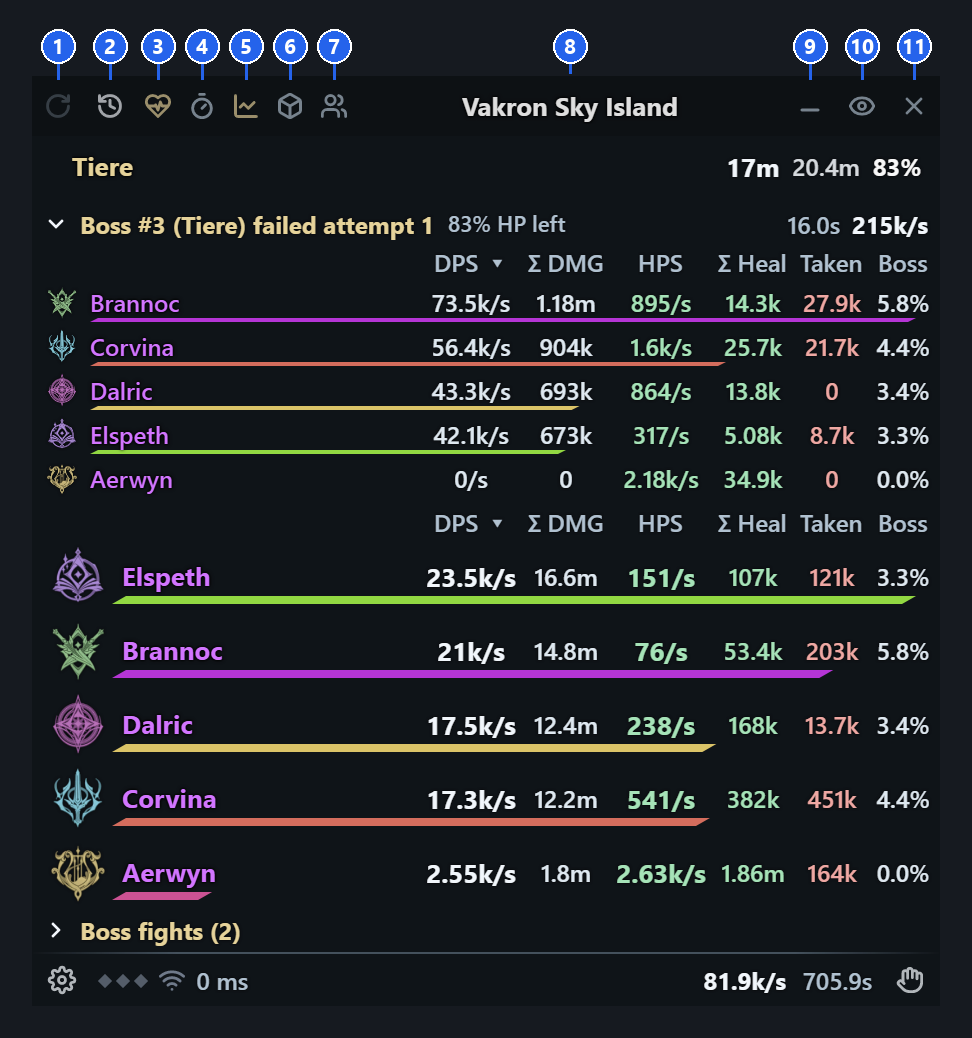 1 2 3 4 5 6 7 8 9 10 11
Vakron Sky Island
Tiere 17m 20.4m 83%
Boss #3 (Tiere) failed attempt 1 83% HP left 16.0s 215k/s
DPS ▼ Σ DMG HPS Σ Heal Taken Boss
Brannoc 73.5k/s 1.18m 895/s 14.3k 27.9k 5.8%
Corvina 56.4k/s 904k 1.6k/s 25.7k 21.7k 4.4%
Dalric 43.3k/s 693k 864/s 13.8k 0 3.4%
Elspeth 42.1k/s 673k 317/s 5.08k 8.7k 3.3%
Aerwyn 0/s 0 2.18k/s 34.9k 0 0.0%
DPS ▼ Σ DMG HPS Σ Heal Taken Boss
Elspeth 23.5k/s 16.6m 151/s 107k 121k 3.3%
Brannoc 21k/s 14.8m 76/s 53.4k 203k 5.8%
Dalric 17.5k/s 12.4m 238/s 168k 13.7k 3.4%
Corvina 17.3k/s 12.2m 541/s 382k 451k 4.4%
Aerwyn 2.55k/s 1.8m 2.63k/s 1.86m 164k 0.0%
Boss fights (2)
0 ms 81.9k/s 705.9s